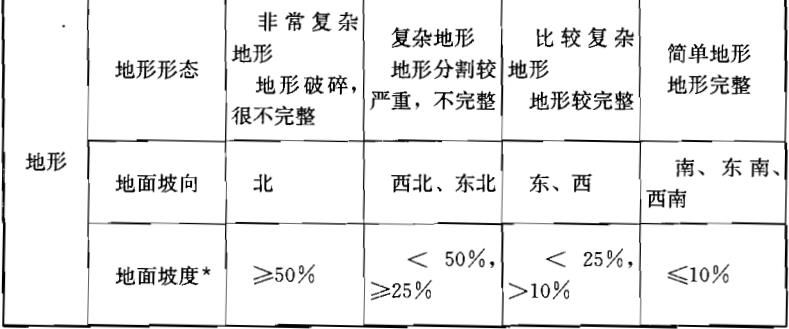 地形
地形形态
非常复杂
地形
地形破碎，
很不完整
复杂地形
地形分割较
严重，不完整
比较复杂
地形
地形较完整
简单地形
地形完整
地面坡向
北
西北、东北
东、西
南、东南、
西南
地面坡度*
≥50%
< 50%，
≥25%
< 25%，
>10%
≤10%